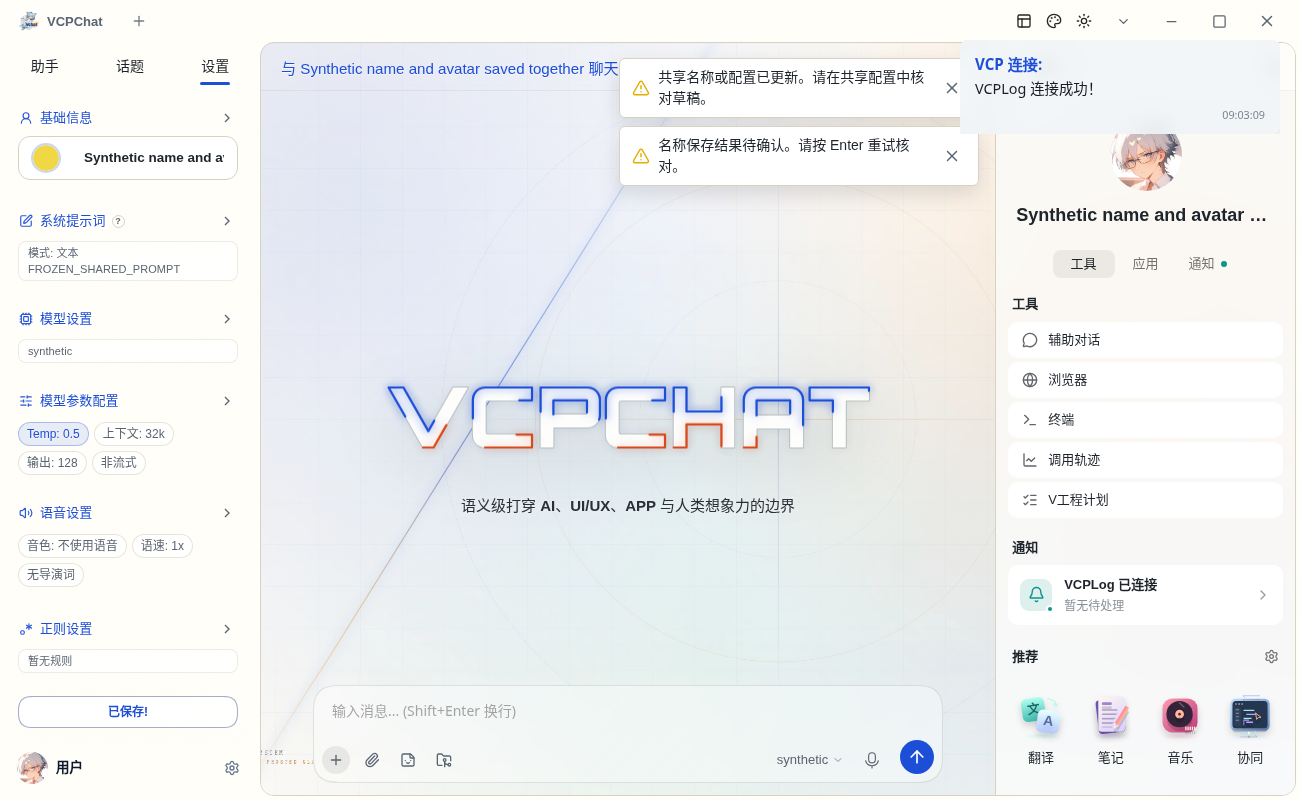 VCPChat
助手
话题
设置
基础信息
Synthetic name and a
系统提示词 ?
模式: 文本
FROZEN_SHARED_PROMPT
模型设置
synthetic
模型参数配置
Temp: 0.5
上下文: 32k
输出: 128
非流式
语音设置
音色: 不使用语音
语速: 1x
无导演词
正则设置
暂无规则
已保存!
用户
与 Synthetic name and avatar saved together 聊天
共享名称或配置已更新。请在共享配置中核
对草稿。
名称保存结果待确认。请按 Enter 重试核
对。
VCPCHAT
语义级打穿 AI、UI/UX、APP 与人类想象力的边界
输入消息... (Shift+Enter 换行)
synthetic
VCP 连接:
VCPLog 连接成功!
09:03:09
Synthetic name and avatar ...
工具
应用
通知
工具
辅助对话
浏览器
终端
调用轨迹
V工程计划
通知
VCPLog 已连接
暂无待处理
推荐
文
A
翻译
笔记
音乐
协同